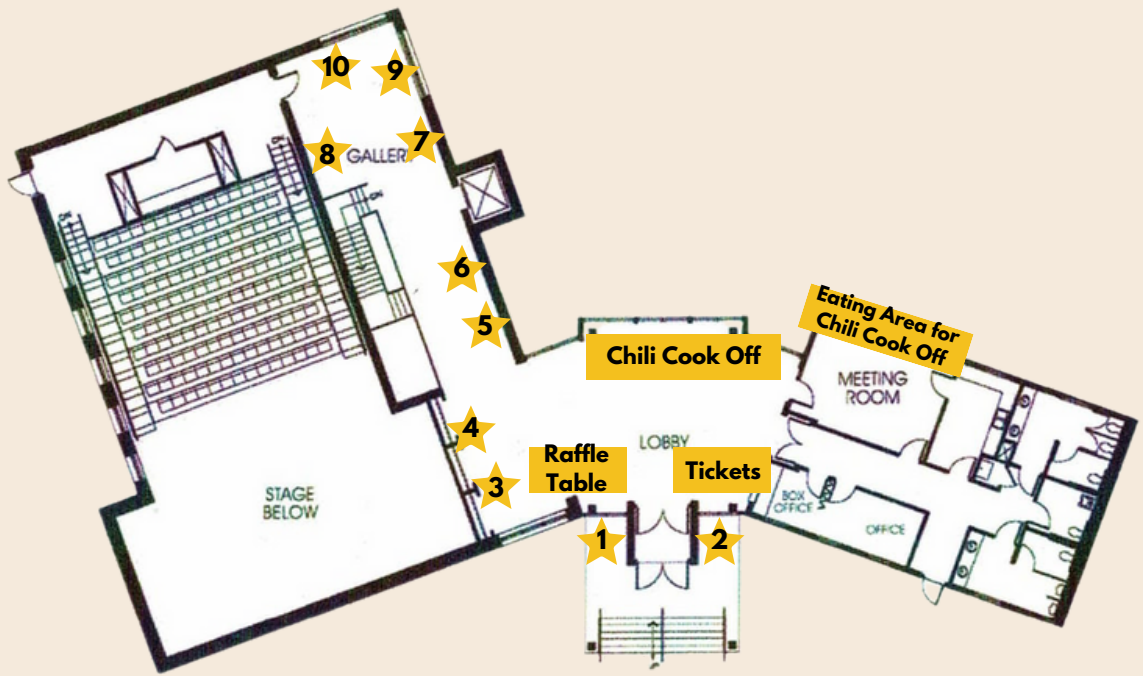 10
9
7
8
GALLERY
6
5
Eating Area for
Chili Cook Off
Chili Cook Off
MEETING
ROOM
4
LOBBY
Raffle
Table
Tickets
3
STAGE
BELOW
BOX
OFFICE
OFFICE
1
2